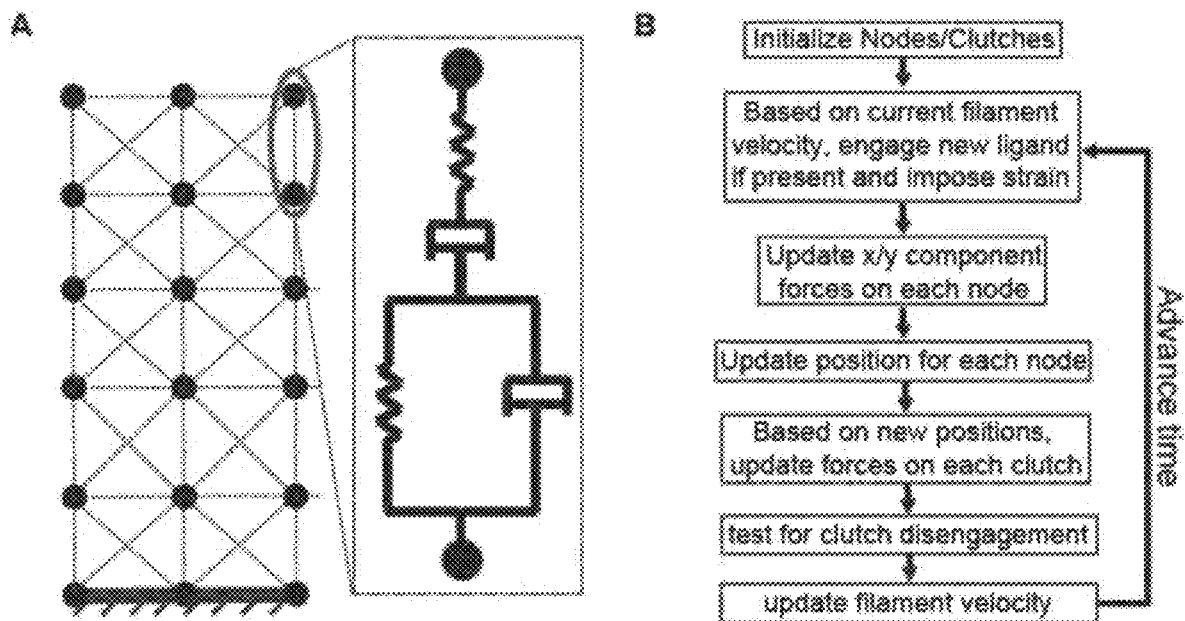 A
B
Initialize Nodes/Clutches
Based on current filament
velocity, engage new ligand
if present and impose strain
Update x/y component
forces on each node
Update position for each node
Based on new positions,
update forces on each clutch
test for clutch disengagement
update filament velocity
Advance time